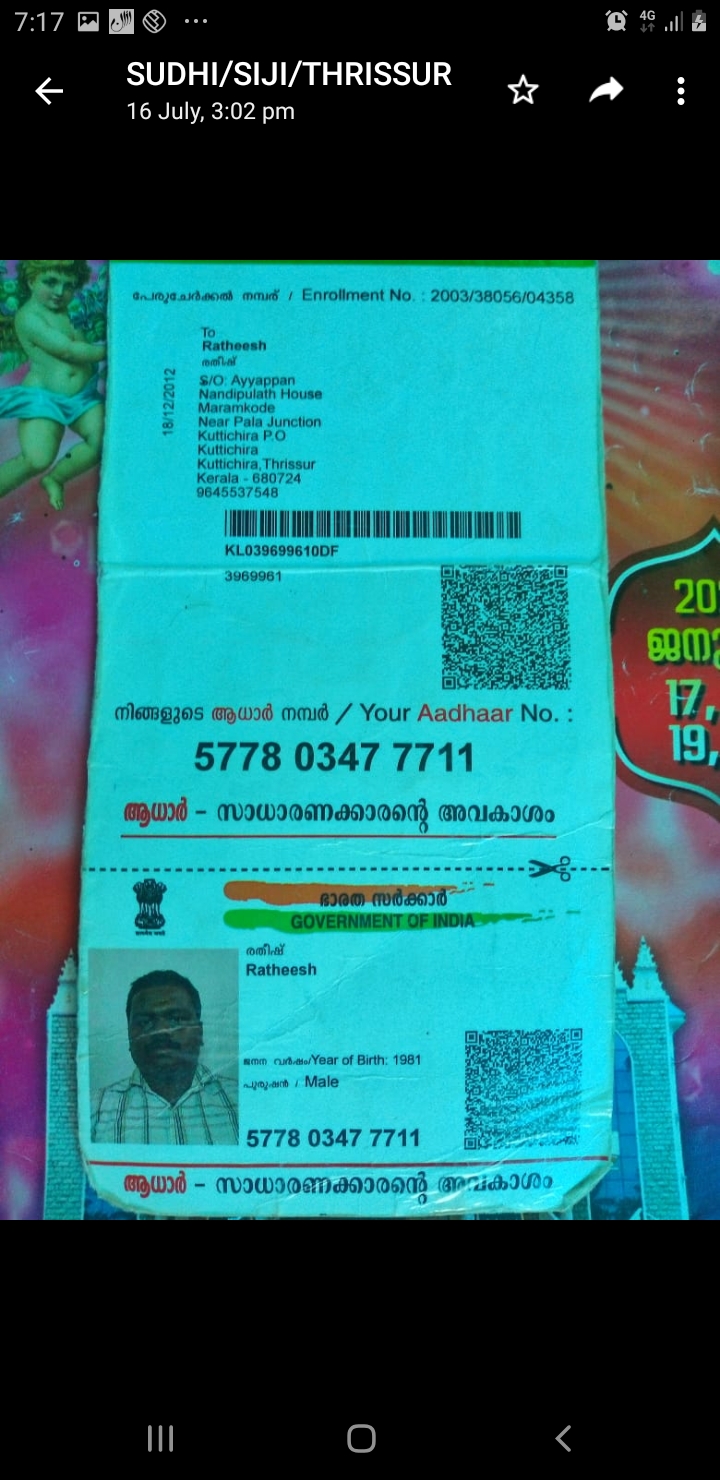 7:17
4G
SUDHI/SIJI/THRISSUR
16 July, 3:02 pm
പേരുചേർക്കൽ നമ്പര് / Enrollment No. : 2003/38056/04358
18/12/2012
To
Ratheesh
രതീഷ്
S/O: Ayyappan
Nandipulath House
Maramkode
Near Pala Junction
Kuttichira P.O
Kuttichira
Kuttichira,Thrissur
Kerala - 680724
9645537548
KL039699610DF
3969961
നിങ്ങളുടെ ആധാർ നമ്പർ / Your Aadhaar No. :
5778 0347 7711
ആധാർ – സാധാരണക്കാരന്റെ അവകാശം
ഭാരത സർക്കാർ
GOVERNMENT OF INDIA
രതീഷ്
Ratheesh
ജനന വർഷം/Year of Birth: 1981
പുരുഷൻ / Male
5778 0347 7711
ആധാർ – സാധാരണക്കാരന്റെ അവകാശം
17,
19,